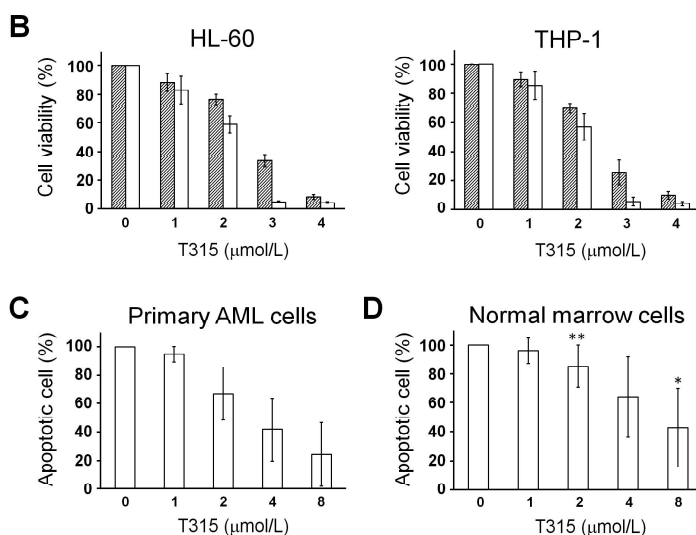 B
HL-60
Cell viability (%)
100
80
60
40
20
0
0 1 2 3 4
T315 (µmol/L)
THP-1
Cell viability (%)
100
80
60
40
20
0
0 1 2 3 4
T315 (µmol/L)
C
Primary AML cells
Apoptotic cell (%)
100
80
60
40
20
0
0 1 2 4 8
T315 (µmol/L)
D
Normal marrow cells
Apoptotic cell (%)
100
80
60
40
20
0
**
*
0 1 2 4 8
T315 (µmol/L)